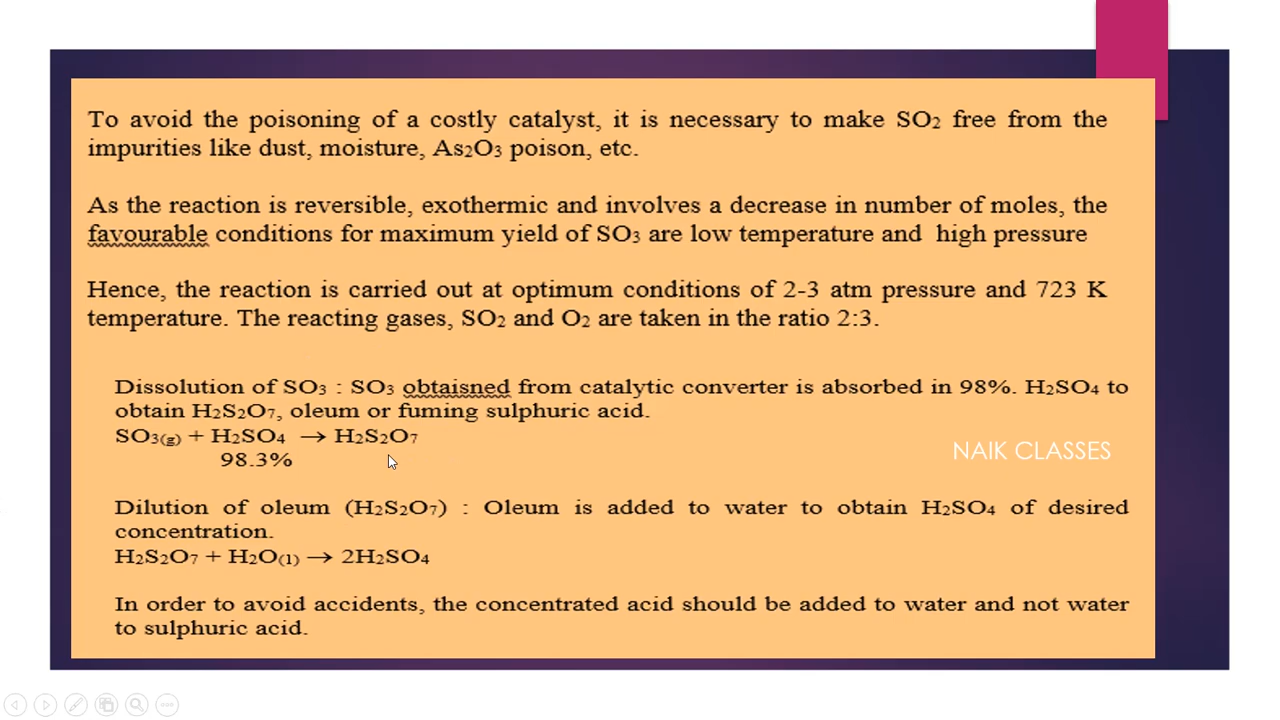 To avoid the poisoning of a costly catalyst, it is necessary to make SO2 free from the
impurities like dust, moisture, As2O3 poison, etc.
As the reaction is reversible, exothermic and involves a decrease in number of moles, the
favourable conditions for maximum yield of SO3 are low temperature and high pressure
Hence, the reaction is carried out at optimum conditions of 2-3 atm pressure and 723 K
temperature. The reacting gases, SO2 and O2 are taken in the ratio 2:3.
Dissolution of SO3 : SO3 obtaisned from catalytic converter is absorbed in 98%. H2SO4 to
obtain H2S2O7, oleum or fuming sulphuric acid.
SO3(g) + H2SO4 → H2S2O7
98.3%
NAIK CLASSES
Dilution of oleum (H2S2O7) : Oleum is added to water to obtain H2SO4 of desired
concentration.
H2S2O7 + H2O(l) → 2H2SO4
In order to avoid accidents, the concentrated acid should be added to water and not water
to sulphuric acid.